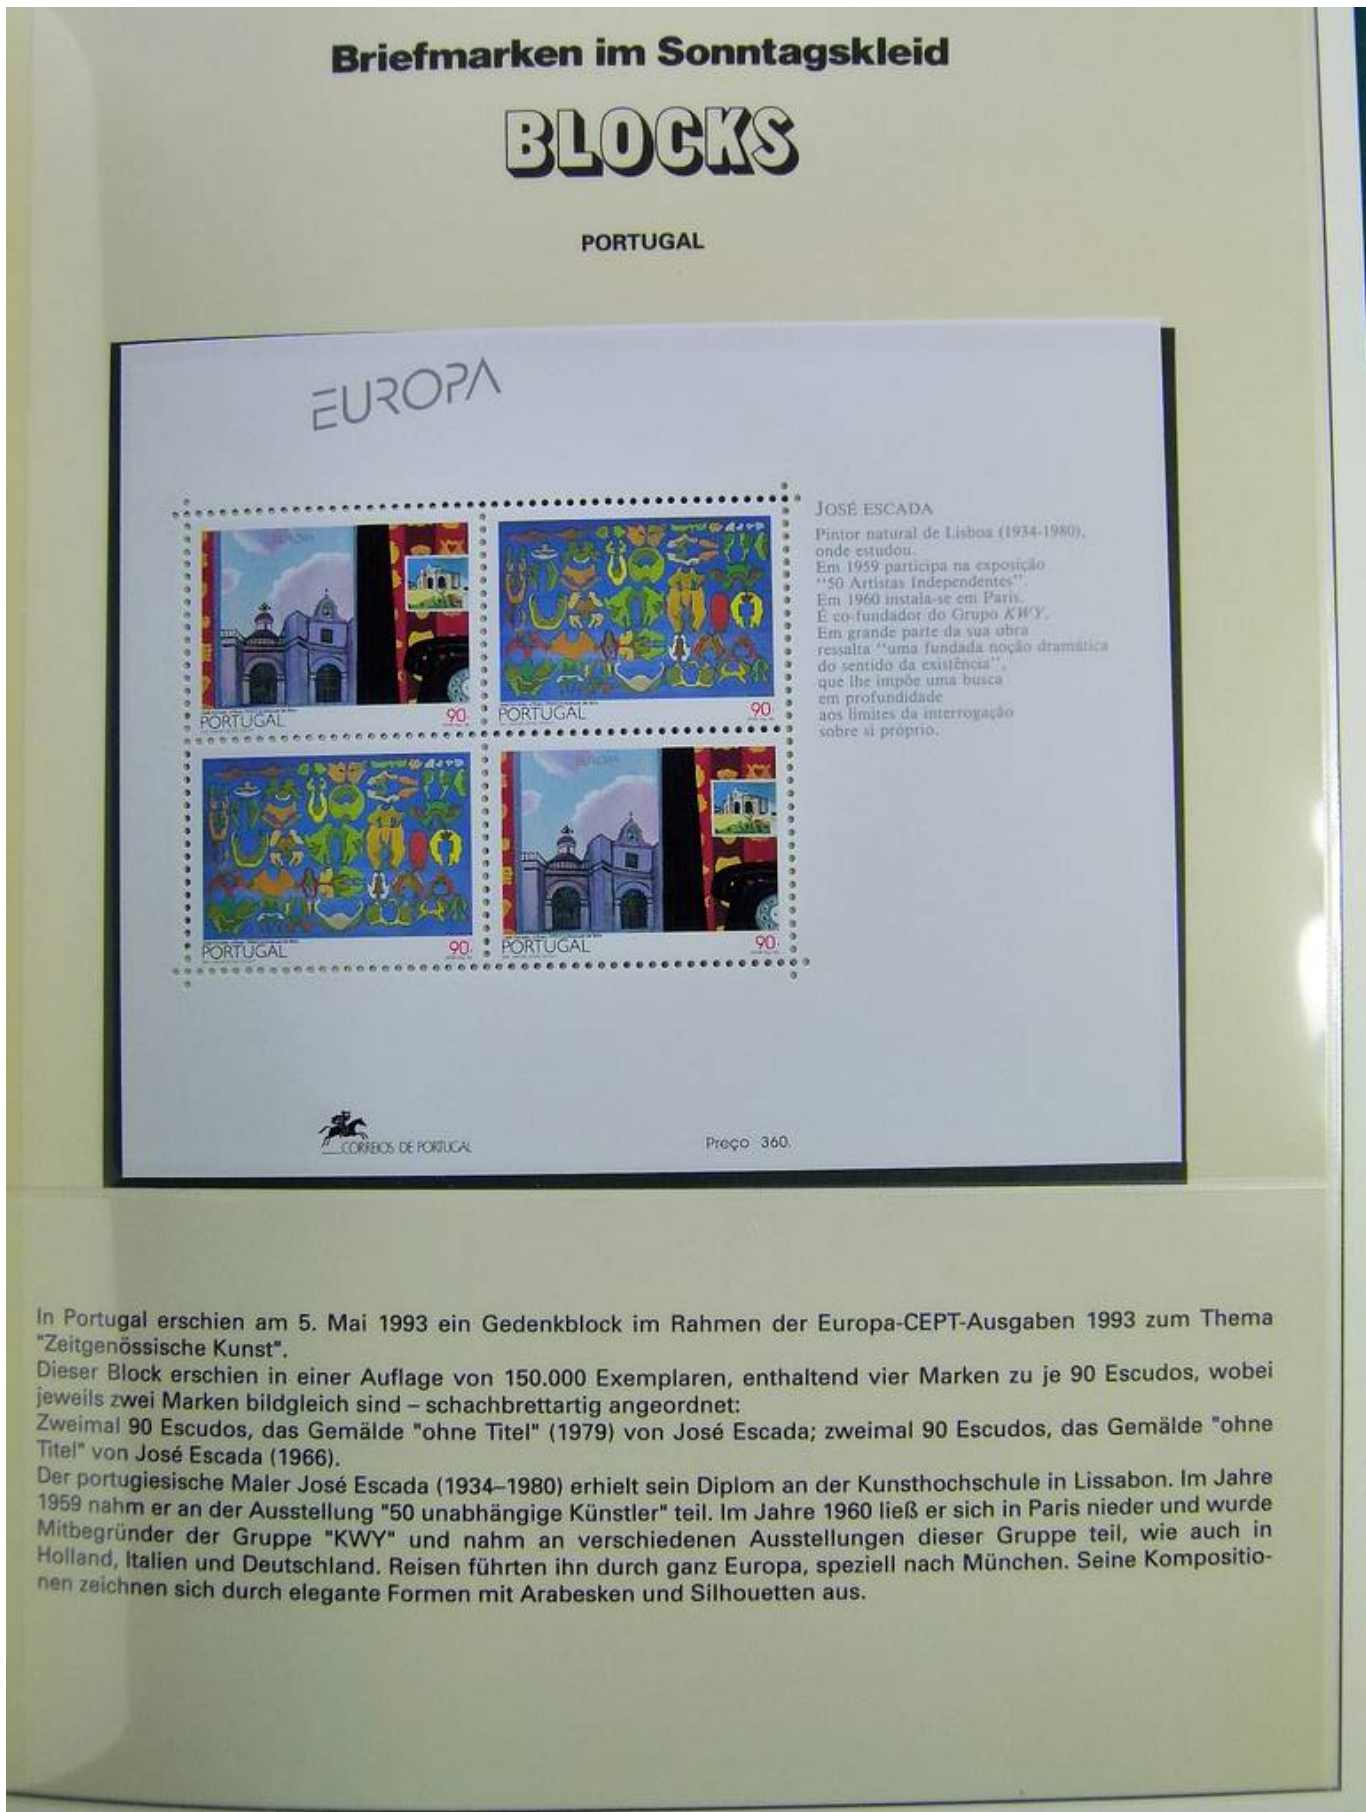 Briefmarken im Sonntagskleid
BLOCKS
PORTUGAL
EUROPA
JOSÉ ESCADA
Pintor natural de Lisboa (1934-1980),
onde estudou.
Em 1959 participa na exposição
"50 Artistas Independentes".
Em 1960 instala-se em Paris.
É co-fundador do Grupo KWY.
Em grande parte da sua obra
ressalta "uma fundada noção dramática
do sentido da existência",
que lhe impõe uma busca
em profundidade
aos limites da interrogação
sobre si próprio.
EUROPA
PORTUGAL 90.
PORTUGAL 90.
PORTUGAL 90.
EUROPA
PORTUGAL 90.
CORREIOS DE PORTUGAL
Preço 360.
In Portugal erschien am 5. Mai 1993 ein Gedenkblock im Rahmen der Europa-CEPT-Ausgaben 1993 zum Thema
"Zeitgenössische Kunst".
Dieser Block erschien in einer Auflage von 150.000 Exemplaren, enthaltend vier Marken zu je 90 Escudos, wobei
jeweils zwei Marken bildgleich sind – schachbrettartig angeordnet:
Zweimal 90 Escudos, das Gemälde "ohne Titel" (1979) von José Escada; zweimal 90 Escudos, das Gemälde "ohne
Titel" von José Escada (1966).
Der portugiesische Maler José Escada (1934–1980) erhielt sein Diplom an der Kunsthochschule in Lissabon. Im Jahre
1959 nahm er an der Ausstellung "50 unabhängige Künstler" teil. Im Jahre 1960 ließ er sich in Paris nieder und wurde
Mitbegründer der Gruppe "KWY" und nahm an verschiedenen Ausstellungen dieser Gruppe teil, wie auch in
Holland, Italien und Deutschland. Reisen führten ihn durch ganz Europa, speziell nach München. Seine Kompositio-
nen zeichnen sich durch elegante Formen mit Arabesken und Silhouetten aus.